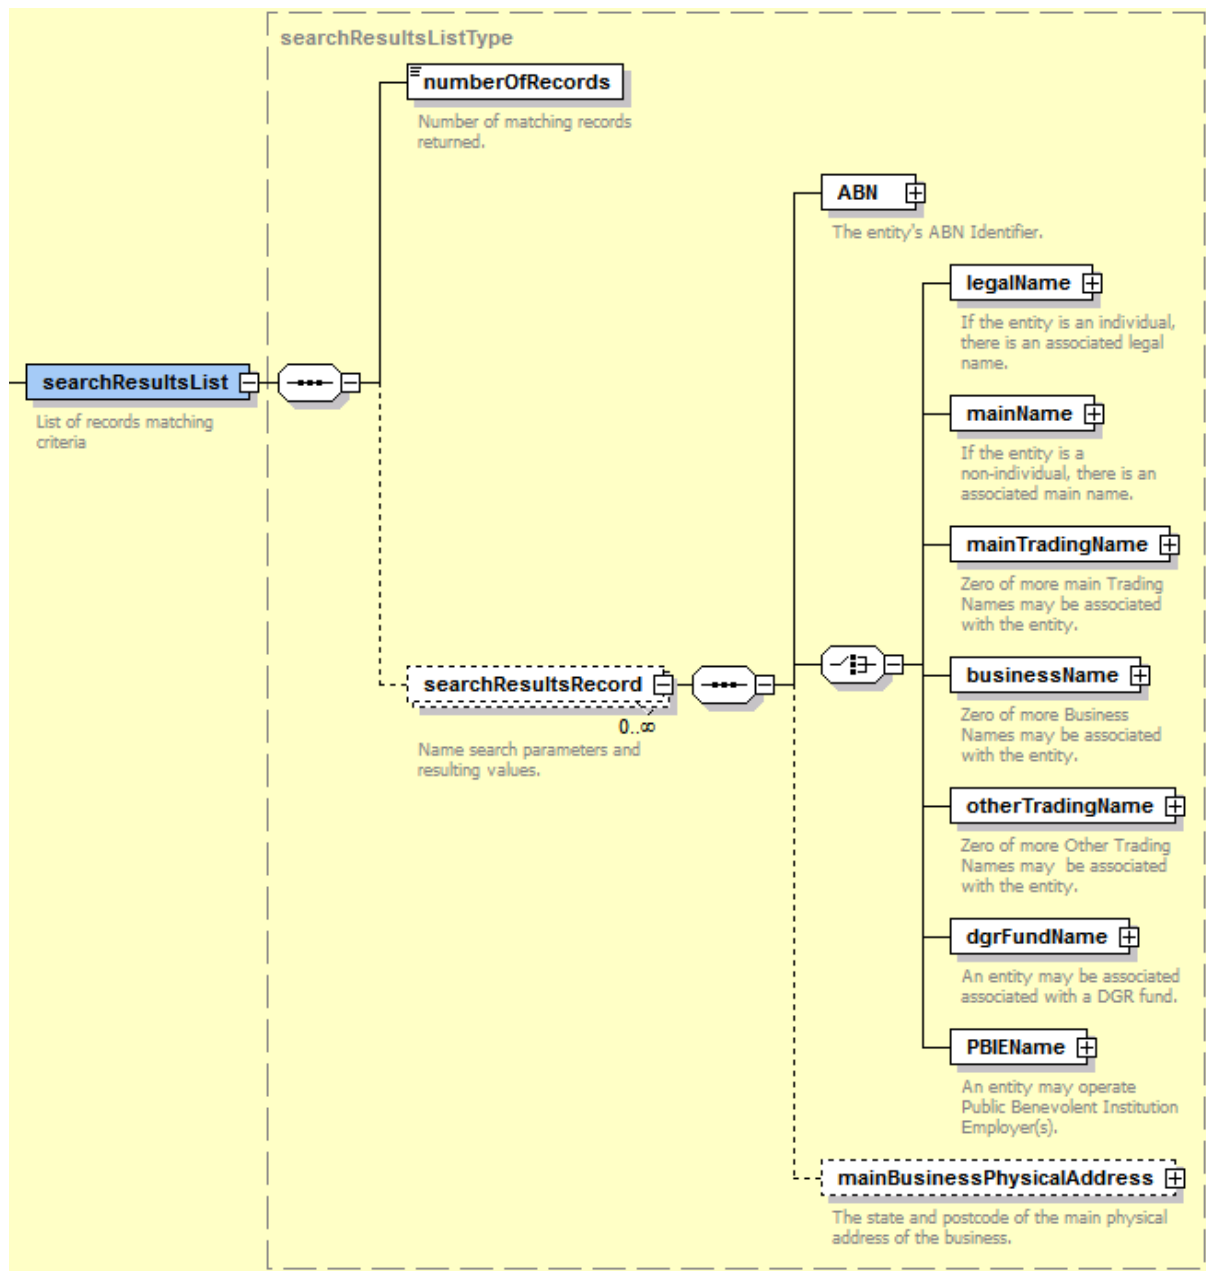 searchResultsListType
numberOfRecords
Number of matching records
returned.
ABN
The entity's ABN Identifier.
legalName
If the entity is an individual,
there is an associated legal
name.
searchResultsList
List of records matching
criteria
mainName
If the entity is a
non-individual, there is an
associated main name.
mainTradingName
Zero of more main Trading
Names may be associated
with the entity.
searchResultsRecord
0..∞
Name search parameters and
resulting values.
businessName
Zero of more Business
Names may be associated
with the entity.
otherTradingName
Zero of more Other Trading
Names may  be associated
with the entity.
dgrFundName
An entity may be associated
associated with a DGR fund.
PBIEName
An entity may operate
Public Benevolent Institution
Employer(s).
mainBusinessPhysicalAddress
The state and postcode of the main physical
address of the business.